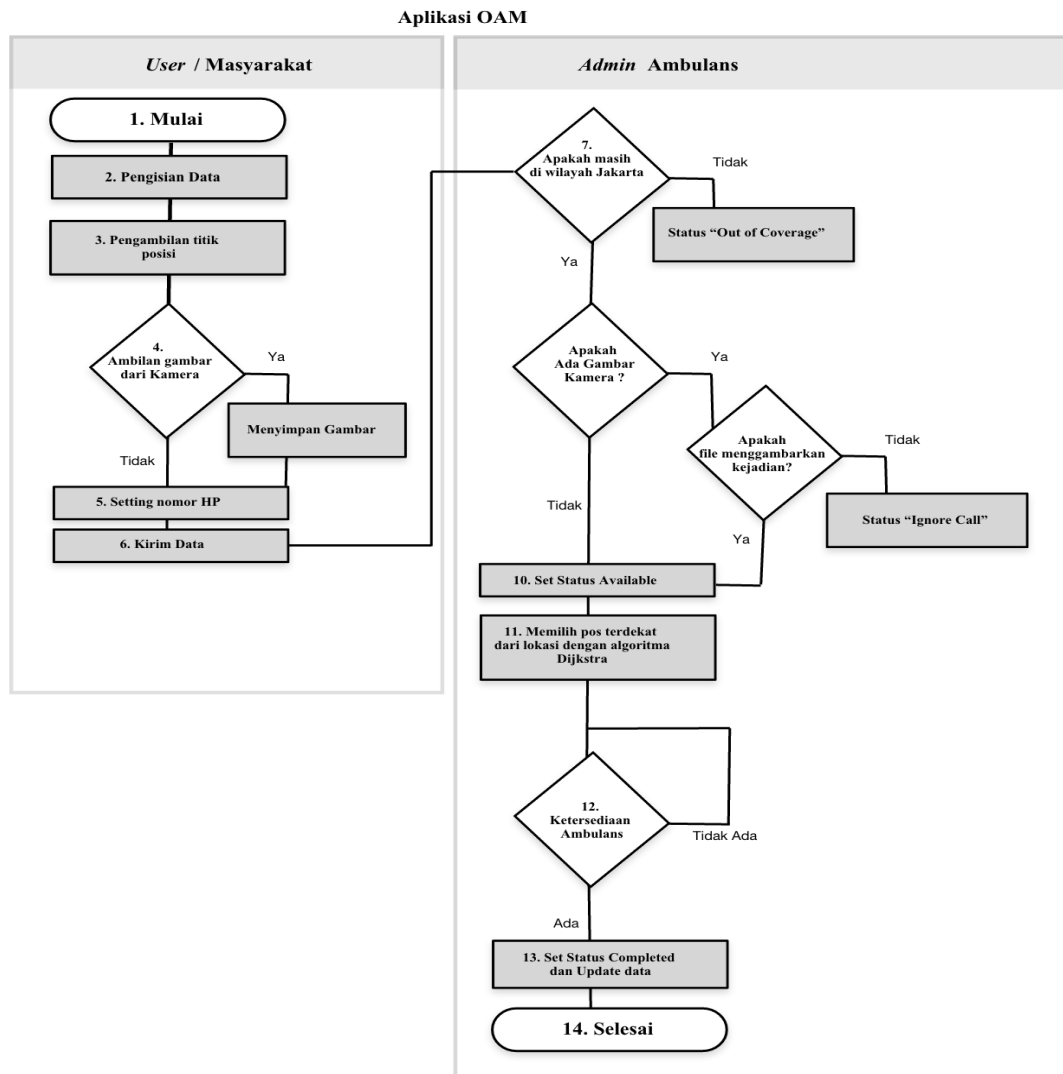 Aplikasi OAM
User / Masyarakat
1. Mulai
2. Pengisian Data
3. Pengambilan titik
posisi
4.
Ambilan gambar
dari Kamera
Ya
Menyimpan Gambar
Tidak
5. Setting nomor HP
6. Kirim Data
Admin Ambulans
7.
Apakah masih
di wilayah Jakarta
Tidak
Status “Out of Coverage”
Ya
Apakah
Ada Gambar
Kamera ?
Ya
Apakah
file menggambarkan
kejadian?
Tidak
Status “Ignore Call”
Tidak
Ya
10. Set Status Available
11. Memilih pos terdekat
dari lokasi dengan algoritma
Dijkstra
12.
Ketersediaan
Ambulans
Tidak Ada
Ada
13. Set Status Completed
dan Update data
14. Selesai